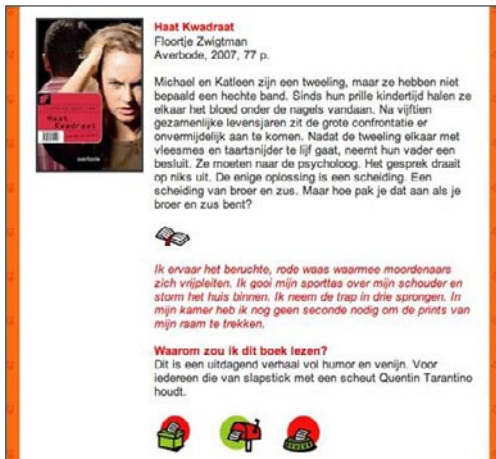 Haat Kwadraat
Floortje Zwigtman
Averbode, 2007, 77 p.
Michael en Katleen zijn een tweeling, maar ze hebben niet
bepaald een hechte band. Sinds hun prille kindertijd halen ze
elkaar het bloed onder de nagels vandaan. Na vijftien
gezamenlijke levensjaren zit de grote confrontatie er
onvermijdelijk aan te komen. Nadat de tweeling elkaar met
vleesmes en taartsnijder te lijf gaat, neemt hun vader een
besluit. Ze moeten naar de psycholoog. Het gesprek draait
op niks uit. De enige oplossing is een scheiding. Een
scheiding van broer en zus. Maar hoe pak je dat aan als je
broer en zus bent?
Haat
Kwadraat
averbode
Ik ervaar het beruchte, rode waas waarmee moordenaars
zich vrijpleiten. Ik gooi mijn sporttas over mijn schouder en
storm het huis binnen. Ik neem de trap in drie sprongen. In
mijn kamer heb ik nog geen seconde nodig om de prints van
mijn raam te trekken.
Waarom zou ik dit boek lezen?
Dit is een uitdagend verhaal vol humor en venijn. Voor
iedereen die van slapstick met een scheut Quentin Tarantino
houdt.